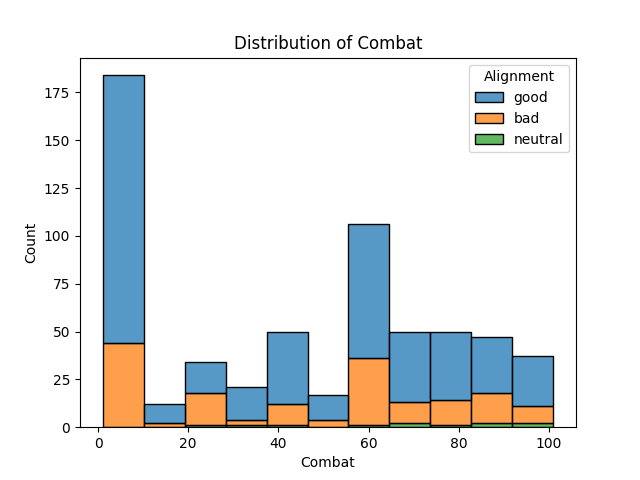 Distribution of Combat
Alignment
good
bad
neutral
Count
175
150
125
100
75
50
25
0
0 20 40 60 80 100
Combat